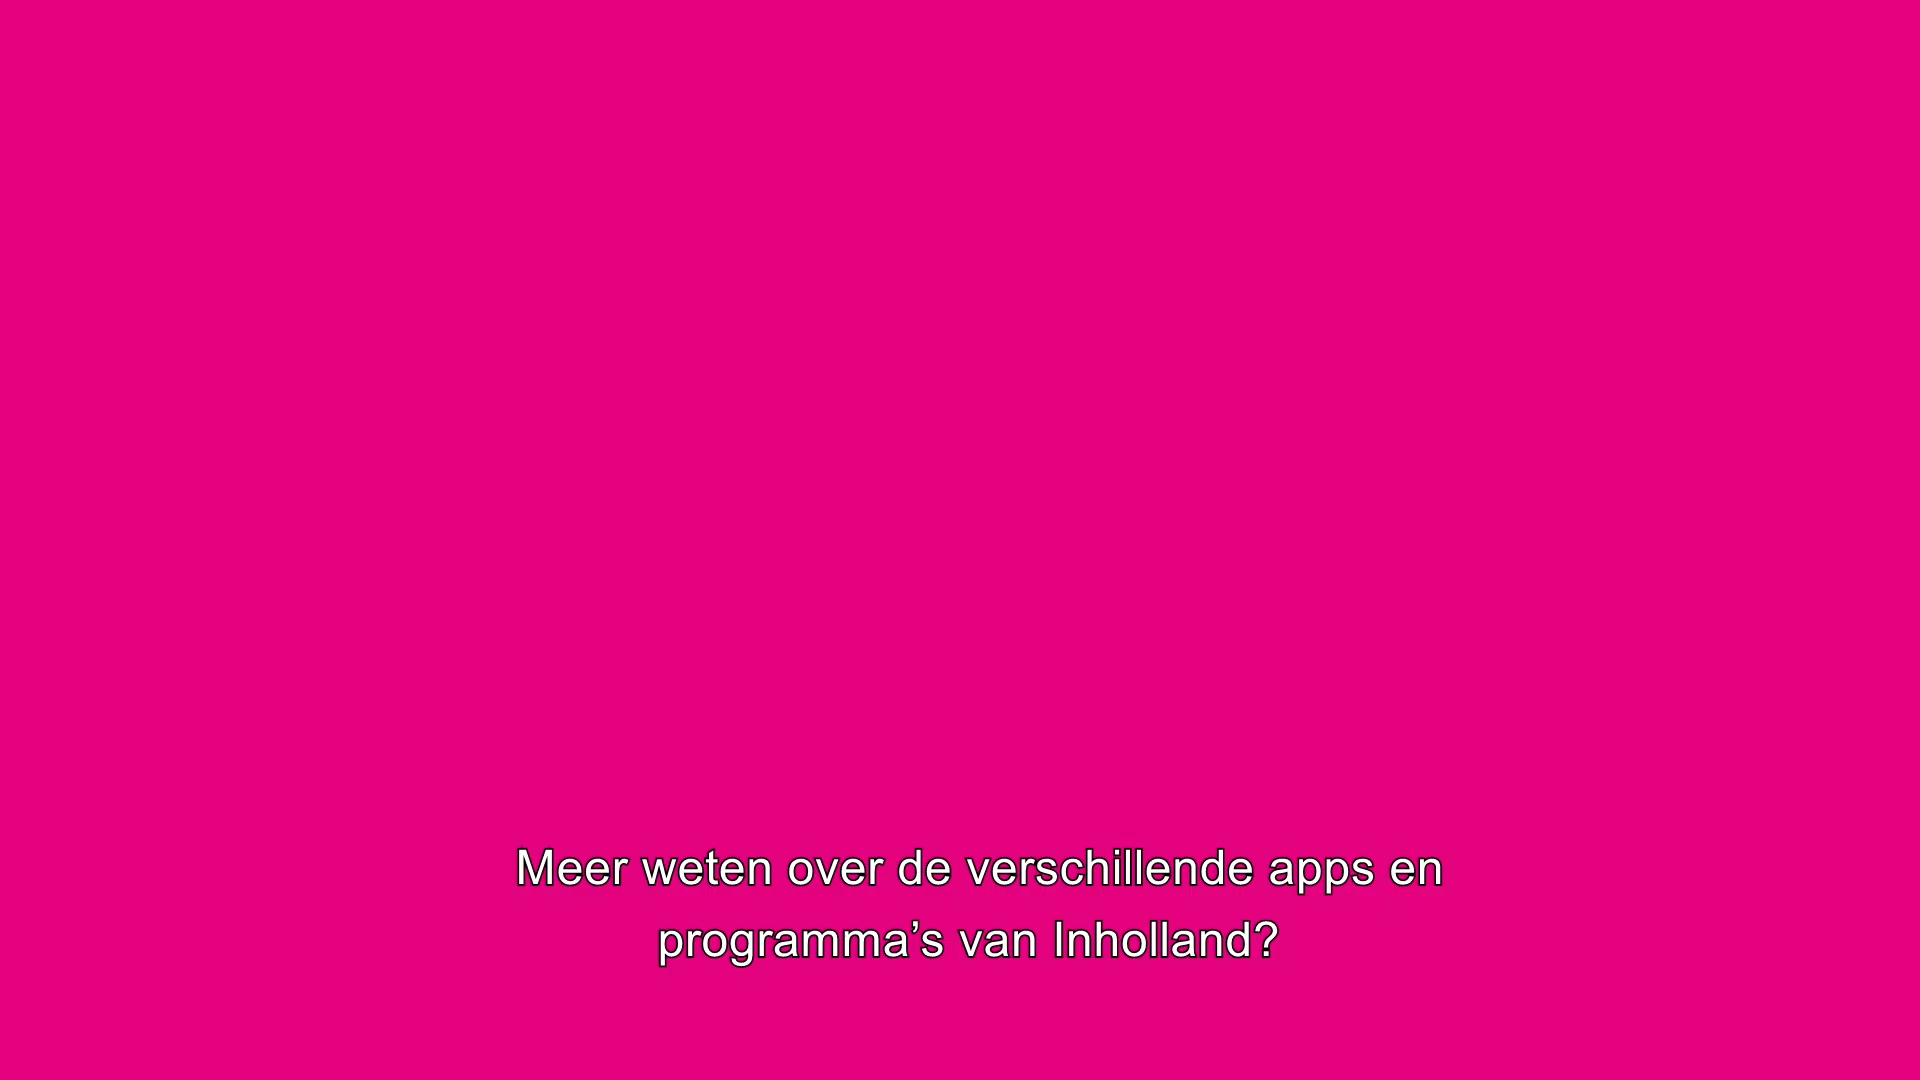 Meer weten over de verschillende apps en
programma’s van Inholland?